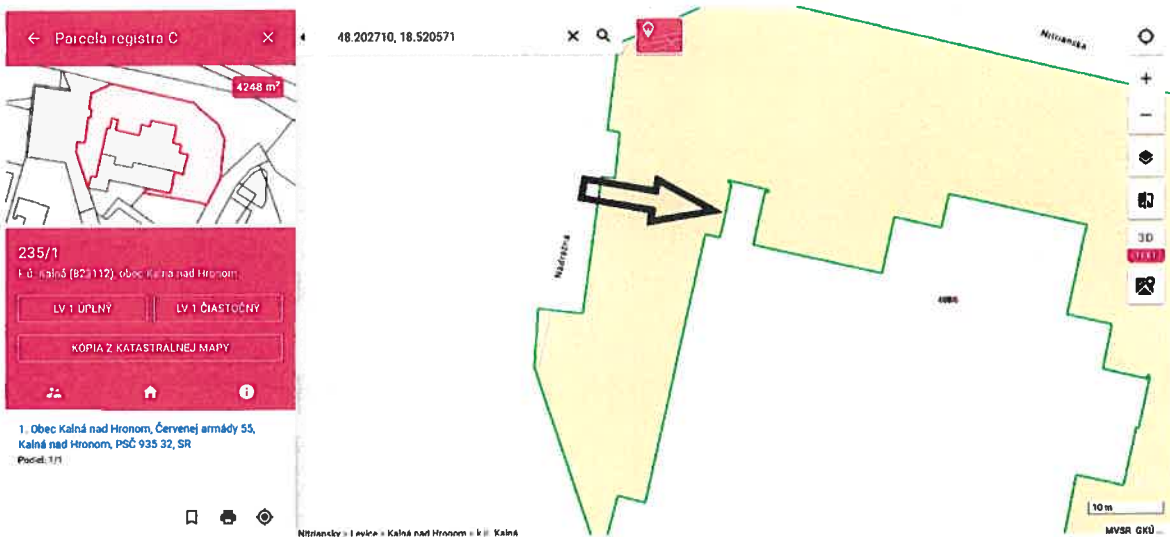 Parcela registra C
4248 m²
235/1
k.ú. Kalná (823112), obec Kalná nad Hronom
LV 1 ÚPLNÝ
LV 1 ČIASTOČNÝ
KÓPIA Z KATASTRÁLNEJ MAPY
1. Obec Kalná nad Hronom, Červenej armády 55,
Kalná nad Hronom, PSČ 935 32, SR
Podiel: 1/1
48.202710, 18.520571
Nitrianska
Nádražná
3D
TEST
10 m
Nitriansky > Levice > Kalná nad Hronom > k.ú. Kalná
MVSR GKÚ